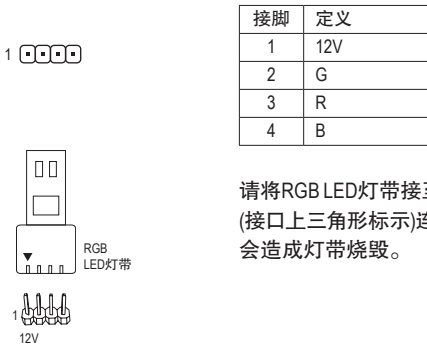 接脚 定义
1 12V
2 G
3 R
4 B
1
请将RGB LED灯带接
(接口上三角形标示)
会造成灯带烧毁。
RGB
LED灯带
1
12V